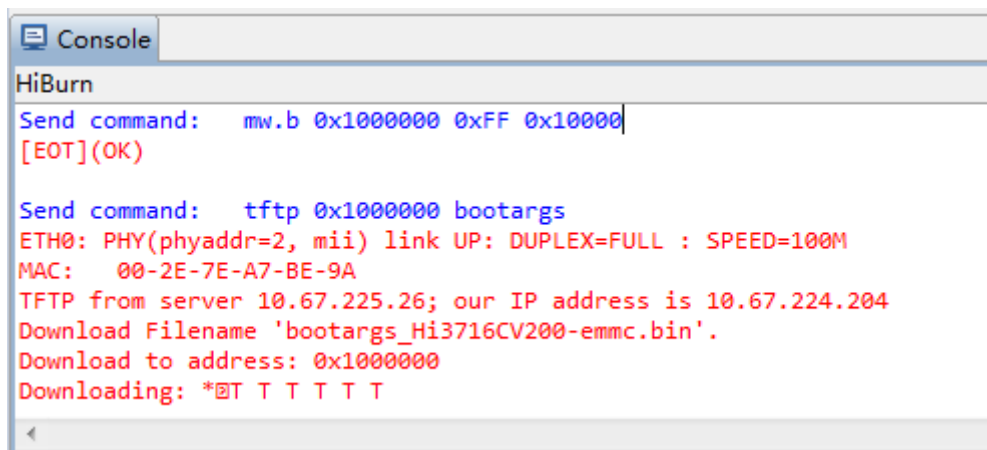 Console
HiBurn
Send command:   mw.b 0x1000000 0xFF 0x10000
[EOT](OK)
Send command:   tftp 0x1000000 bootargs
ETH0: PHY(phyaddr=2, mii) link UP: DUPLEX=FULL : SPEED=100M
MAC:   00-2E-7E-A7-BE-9A
TFTP from server 10.67.225.26; our IP address is 10.67.224.204
Download Filename 'bootargs_Hi3716CV200-emmc.bin'.
Download to address: 0x1000000
Downloading: *T T T T T T